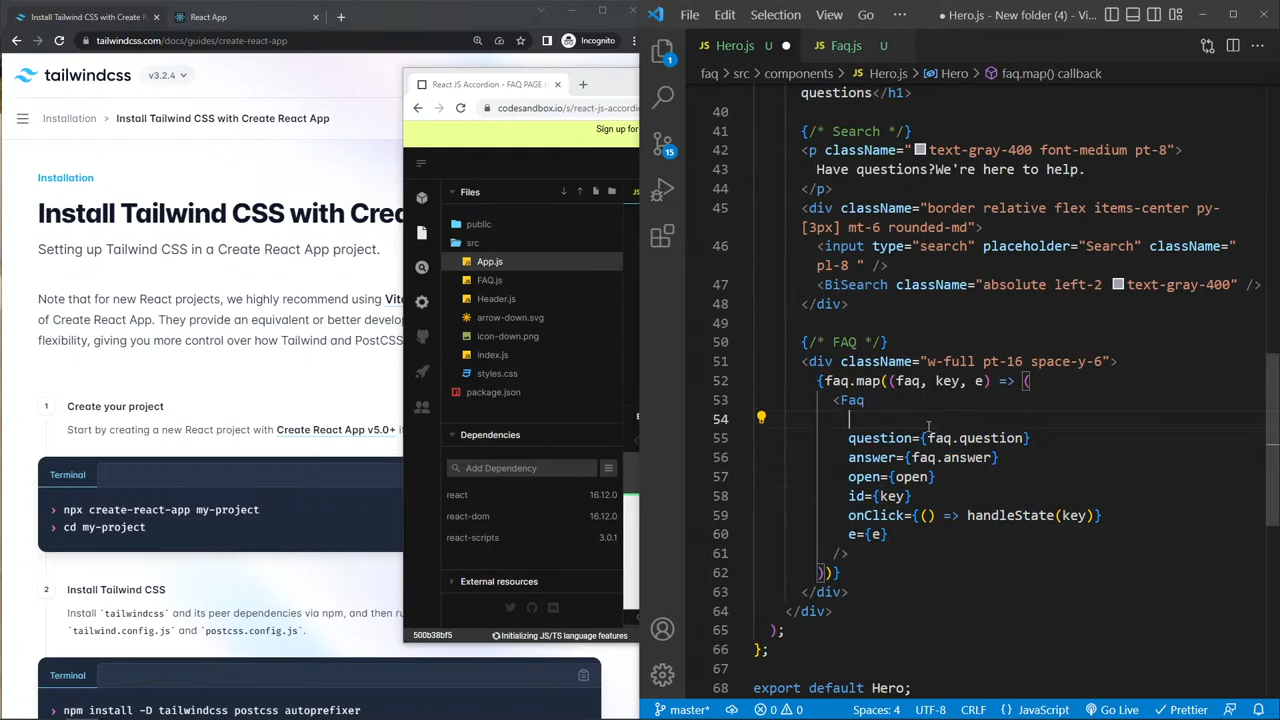 Install Tailwind CSS with Create R
React App
tailwindcss.com/docs/guides/create-react-app
Incognito
tailwindcss
v3.2.4
Installation > Install Tailwind CSS with Create React App
Installation
Install Tailwind CSS with Crea
Setting up Tailwind CSS in a Create React App project.
Note that for new React projects, we highly recommend using Vite
of Create React App. They provide an equivalent or better develop
flexibility, giving you more control over how Tailwind and PostCSS
1
Create your project
Start by creating a new React project with Create React App v5.0+ i
Terminal
> npx create-react-app my-project
> cd my-project
2
Install Tailwind CSS
Install `tailwindcss` and its peer dependencies via npm, and then ru
`tailwind.config.js` and `postcss.config.js`.
Terminal
> npm install -D tailwindcss postcss autoprefixer
React JS Accordion - FAQ PAGE (
codesandbox.io/s/react-js-accordi
Sign up for
Files
JS
public
src
App.js
FAQ.js
Header.js
arrow-down.svg
icon-down.png
index.js
styles.css
package.json
Dependencies
Add Dependency
react 16.12.0
react-dom 16.12.0
react-scripts 3.0.1
External resources
500b38bf5
Initializing JS/TS language features
File Edit Selection View Go ···
● Hero.js - New folder (4) - Vi...
Hero.js U ●
Faq.js U
faq > src > components > Hero.js > Hero > faq.map() callback
1
15
questions</h1>
40
41 {/* Search */}
42 <p className="text-gray-400 font-medium pt-8">
43 Have questions?We're here to help.
44 </p>
45 <div className="border relative flex items-center py-
[3px] mt-6 rounded-md">
46 <input type="search" placeholder="Search" className="
pl-8 " />
47 <BiSearch className="absolute left-2 text-gray-400" />
48 </div>
49
50 {/* FAQ */}
51 <div className="w-full pt-16 space-y-6">
52 {faq.map((faq, key, e) => (
53 <Faq
54
55 question={faq.question}
56 answer={faq.answer}
57 open={open}
58 id={key}
59 onClick={() => handleState(key)}
60 e={e}
61 />
62 ))}
63 </div>
64 </div>
65 );
66 };
67
68 export default Hero;
master* 0 0 Spaces: 4 UTF-8 CRLF {} JavaScript Go Live Prettier